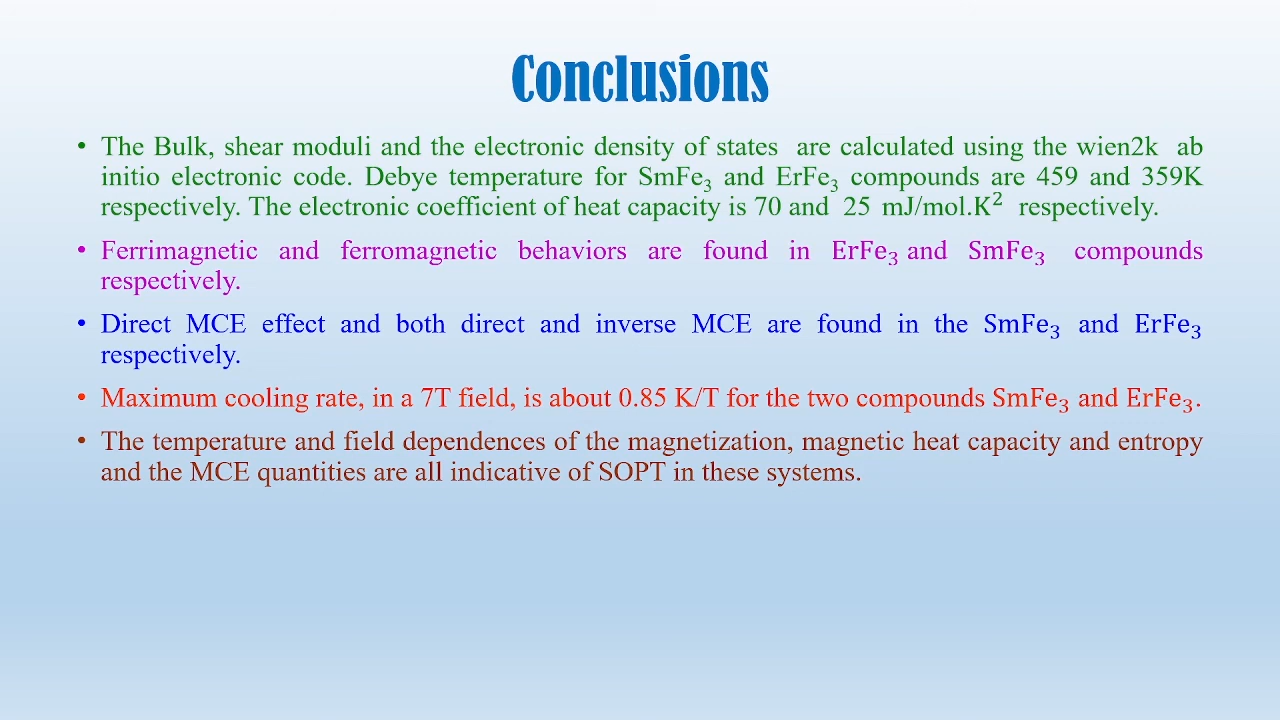 Conclusions
• The Bulk, shear moduli and the electronic density of states are calculated using the wien2k ab
initio electronic code. Debye temperature for SmFe₃ and ErFe₃ compounds are 459 and 359K
respectively. The electronic coefficient of heat capacity is 70 and 25 mJ/mol.K² respectively.
• Ferrimagnetic and ferromagnetic behaviors are found in ErFe₃ and SmFe₃ compounds
respectively.
• Direct MCE effect and both direct and inverse MCE are found in the SmFe₃ and ErFe₃
respectively.
• Maximum cooling rate, in a 7T field, is about 0.85 K/T for the two compounds SmFe₃ and ErFe₃.
• The temperature and field dependences of the magnetization, magnetic heat capacity and entropy
and the MCE quantities are all indicative of SOPT in these systems.